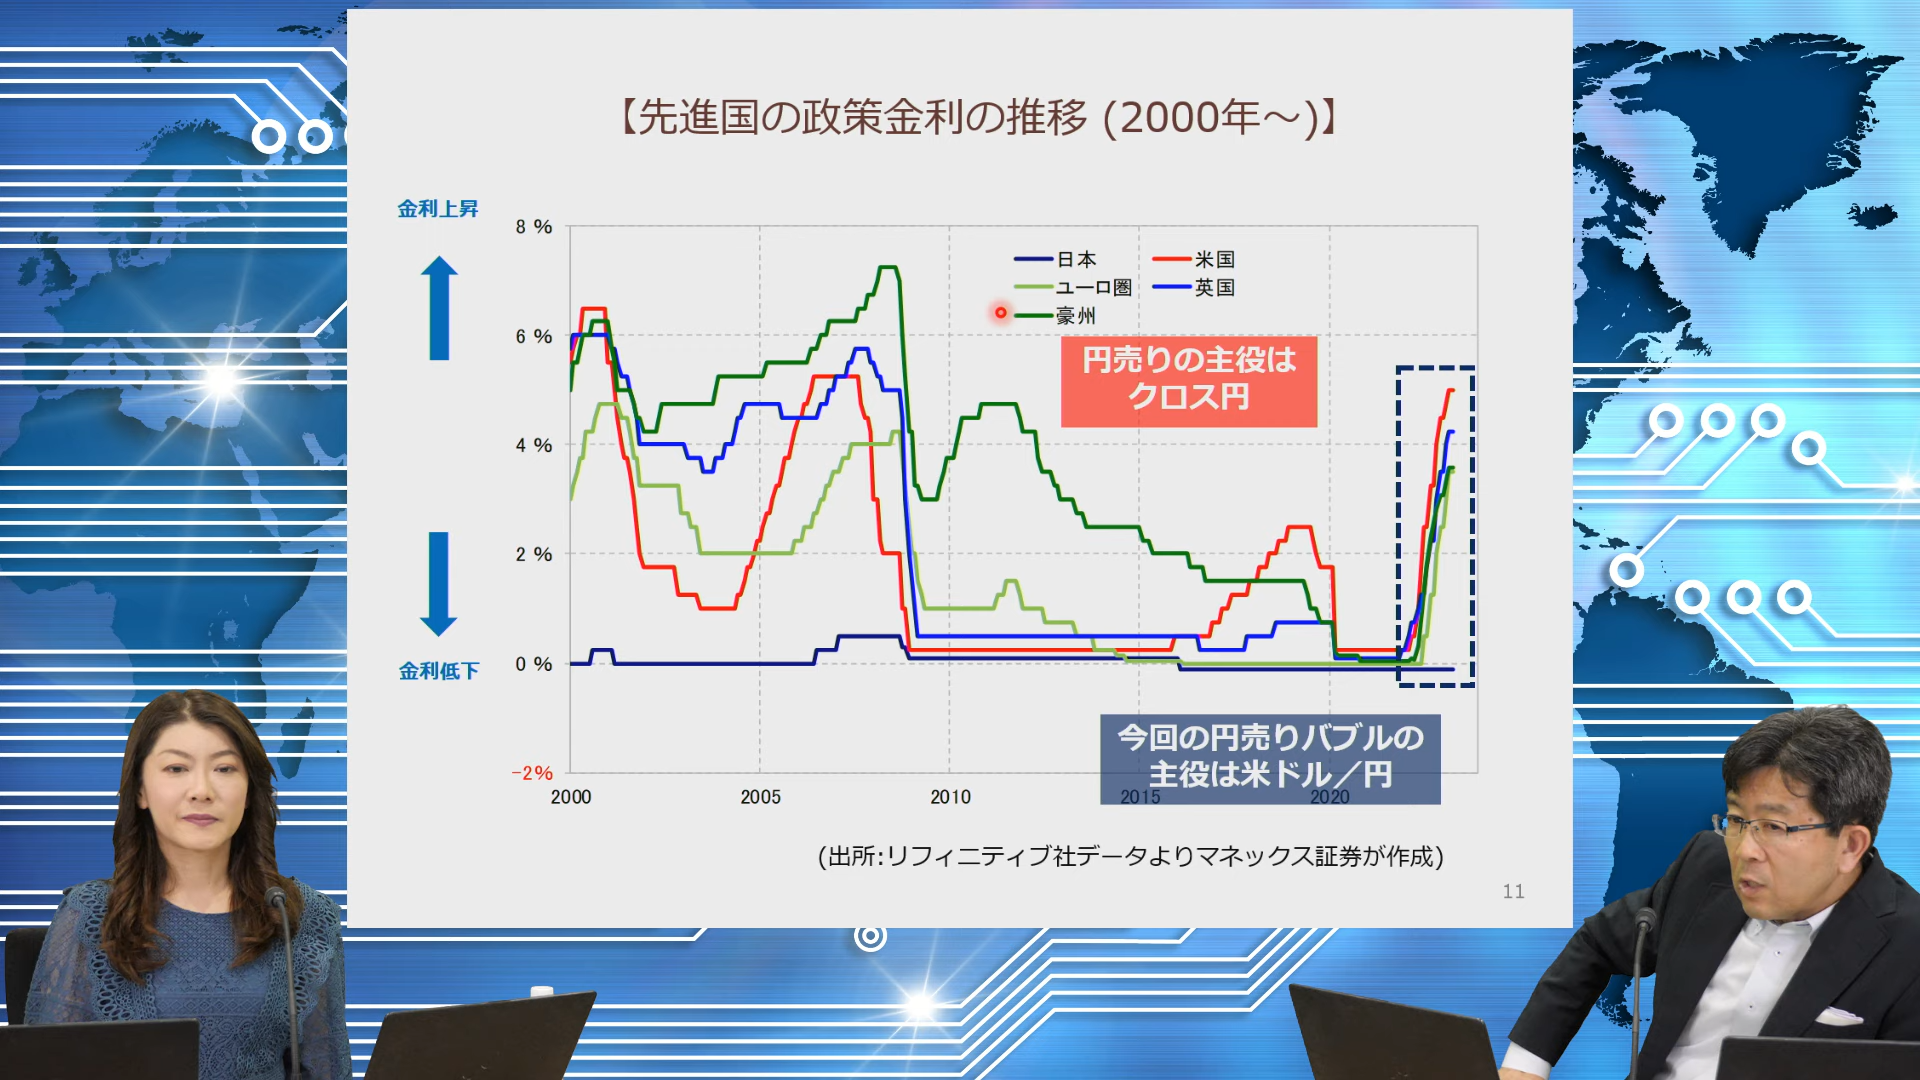 【先進国の政策金利の推移 (2000年～)】
金利上昇
金利低下
8 %
6 %
4 %
2 %
0 %
-2%
2000
2005
2010
2015
2020
日本
米国
ユーロ圏
英国
豪州
円売りの主役は
クロス円
今回の円売りバブルの
主役は米ドル／円
(出所:リフィニティブ社データよりマネックス証券が作成)
11